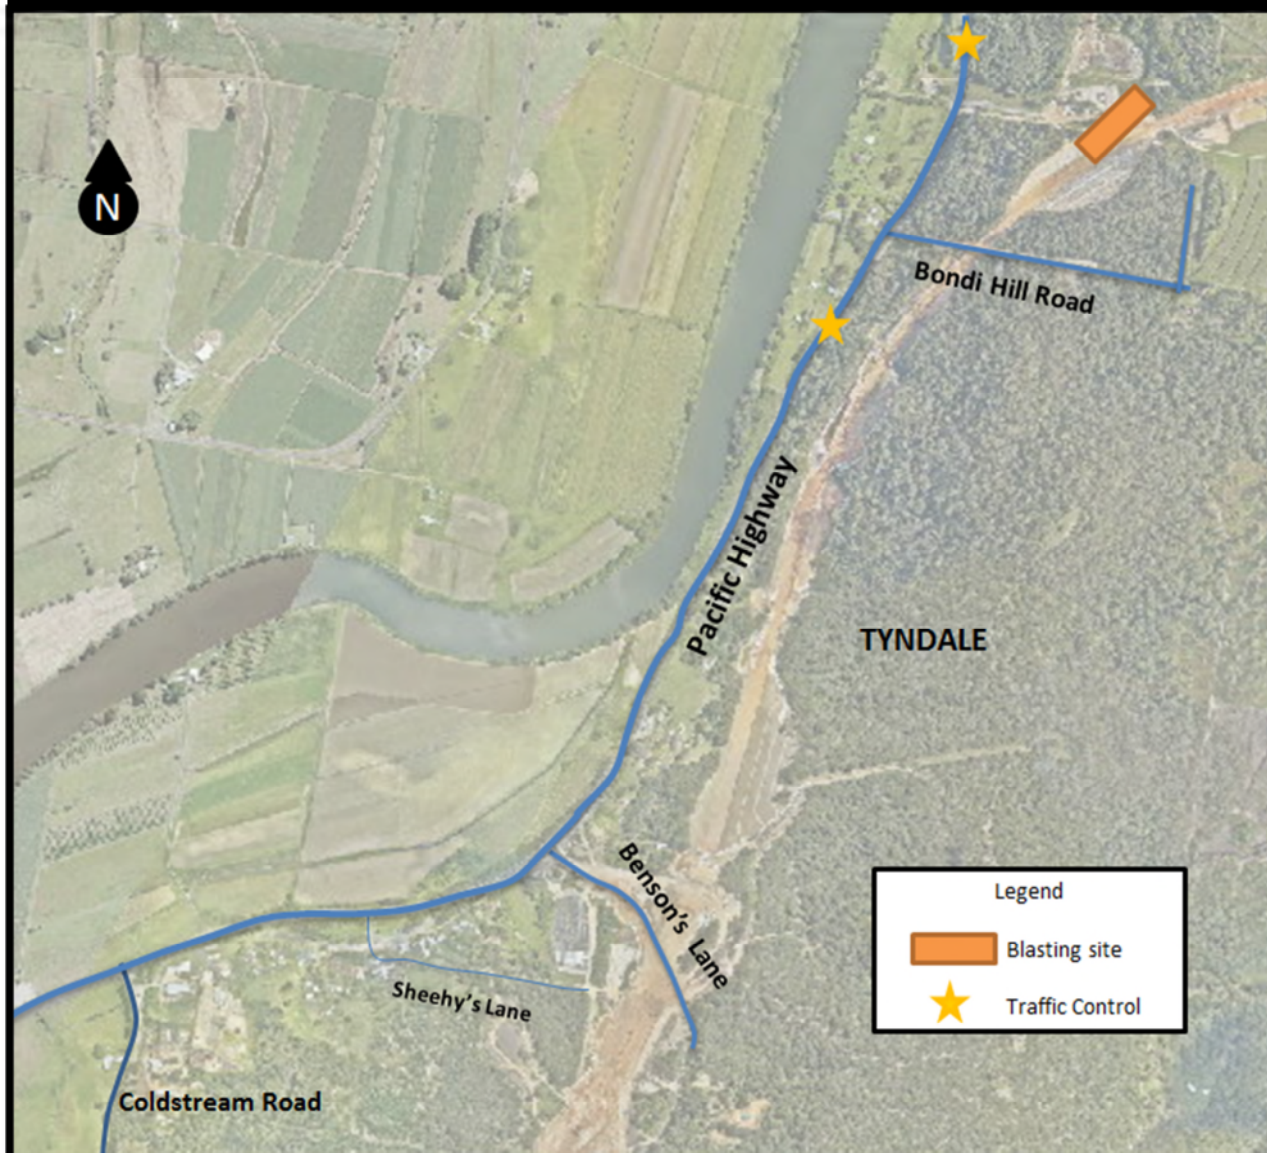 N
Bondi Hill Road
Pacific Highway
TYNDALE
Benson's Lane
Sheehy's Lane
Coldstream Road
Legend
Blasting site
Traffic Control